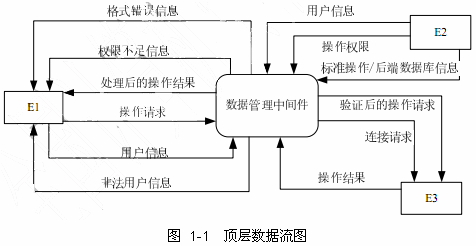 格式错误信息
用户信息
E2
权限不足信息
操作权限
标准操作/后端数据库信息
处理后的操作结果
E1
数据管理中间件
操作请求
验证后的操作请求
连接请求
用户信息
非法用户信息
操作结果
E3
图 1-1 顶层数据流图